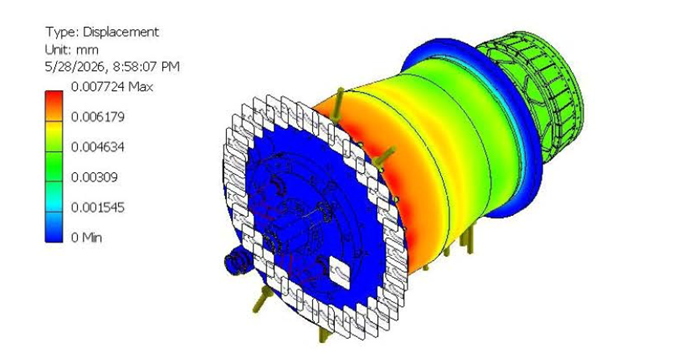 Type: Displacement
Unit: mm
5/28/2026, 8:58:07 PM
0.007724 Max
0.006179
0.004634
0.00309
0.001545
0 Min